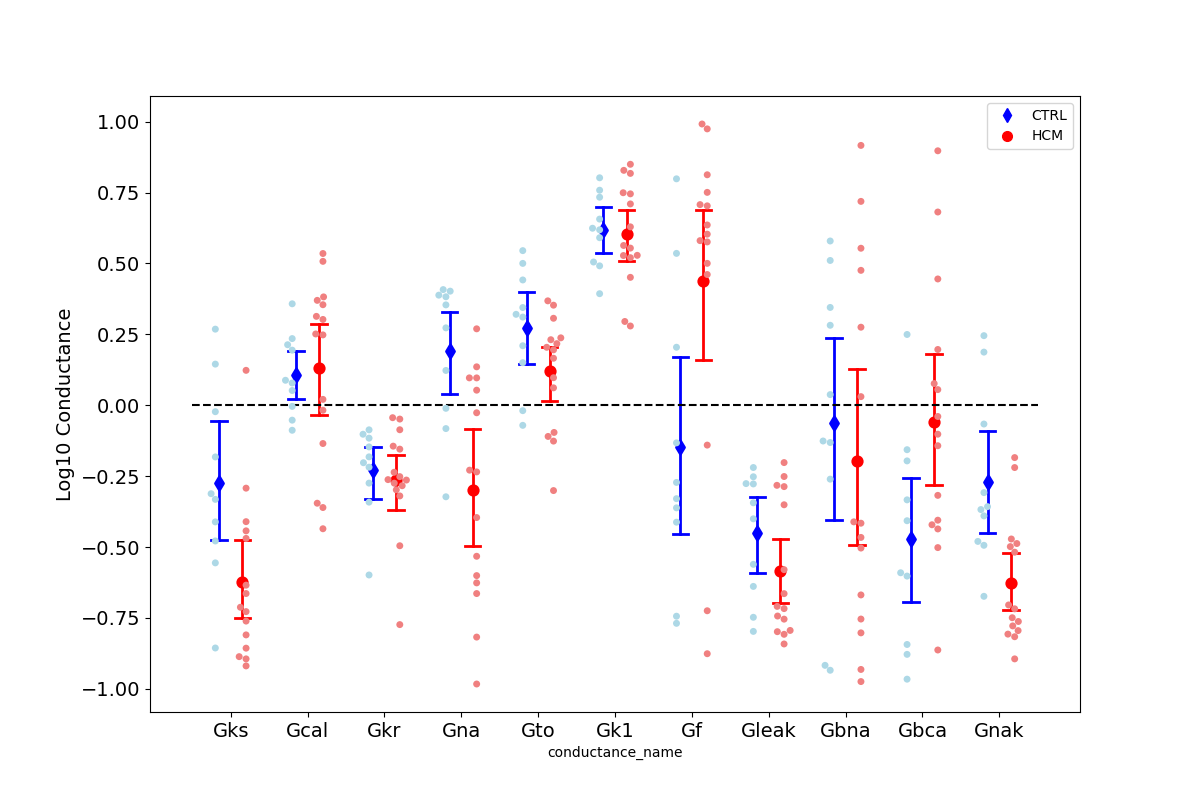 CTRL
HCM
Log10 Conductance
1.00
0.75
0.50
0.25
0.00
−0.25
−0.50
−0.75
−1.00
Gks Gcal Gkr Gna Gto Gk1 Gf Gleak Gbna Gbca Gnak
conductance_name